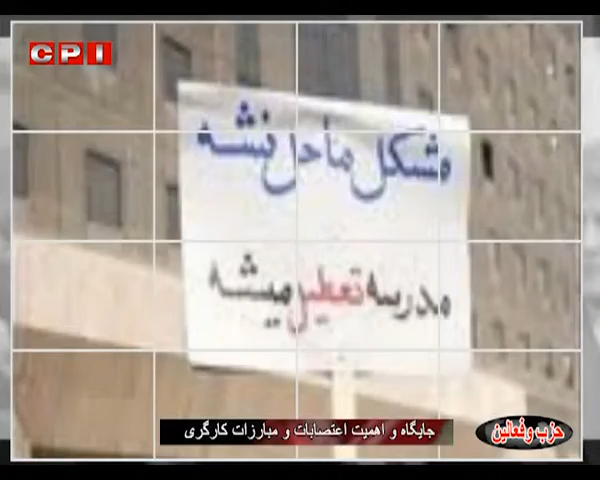 CPI
مشکل ما حل نشه
مدرسه تعطیل میشه
جایگاه و اهمیت اعتصابات و مبارزات کارگری
حزب و فعالین